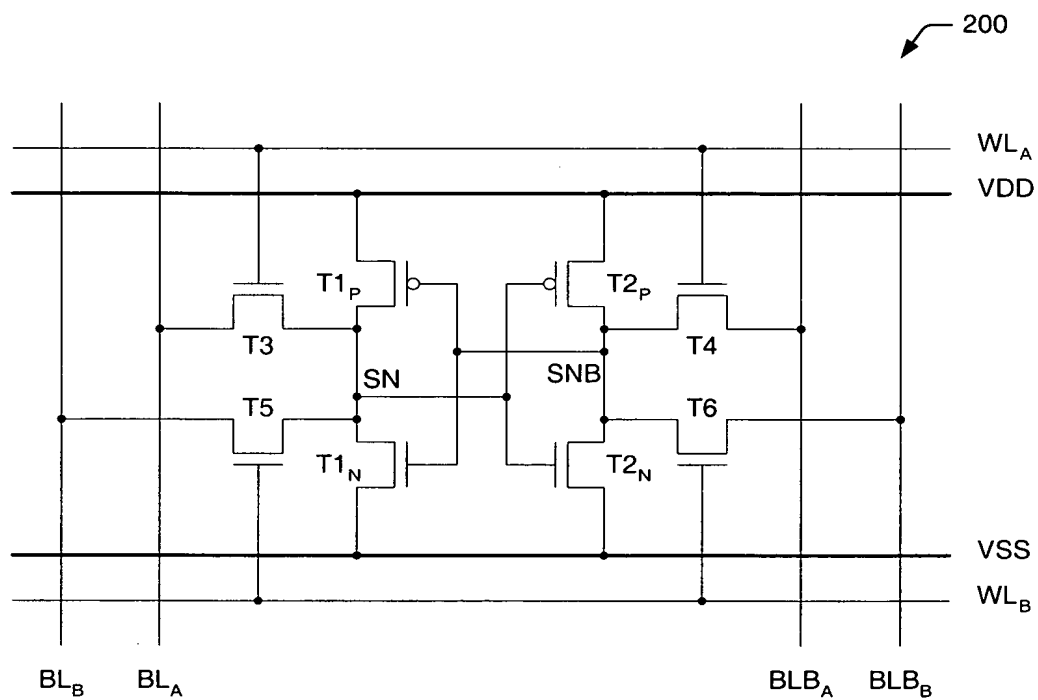 200
WL_A
VDD
T1_P
T2_P
T3
T4
SN
SNB
T5
T6
T1_N
T2_N
VSS
WL_B
BL_B
BL_A
BLB_A
BLB_B